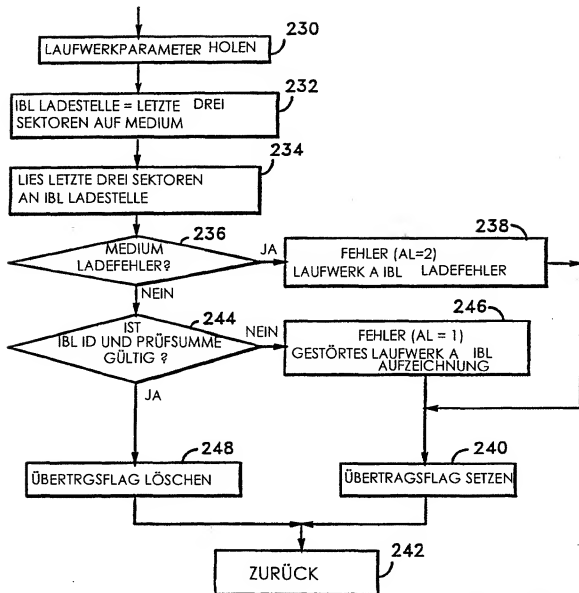 230
LAUFWERKPARAMETER HOLEN
232
IBL LADESTELLE = LETZTE DREI
SEKTOREN AUF MEDIUM
234
LIES LETZTE DREI SEKTOREN
AN IBL LADESTELLE
236
MEDIUM
LADEFEHLER?
JA
NEIN
238
FEHLER (AL=2)
LAUFWERK A IBL LADEFEHLER
244
IST
IBL ID UND PRÜFSUMME
GÜLTIG ?
NEIN
JA
246
FEHLER (AL = 1)
GESTÖRTES LAUFWERK A IBL
AUFZEICHNUNG
248
ÜBERTRGSFLAG LÖSCHEN
240
ÜBERTRAGSFLAG SETZEN
242
ZURÜCK